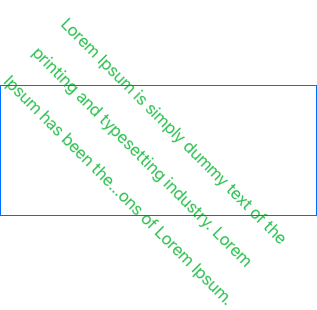 Lorem Ipsum is simply dummy text of the
printing and typesetting industry. Lorem
Ipsum has been the...ons of Lorem Ipsum.